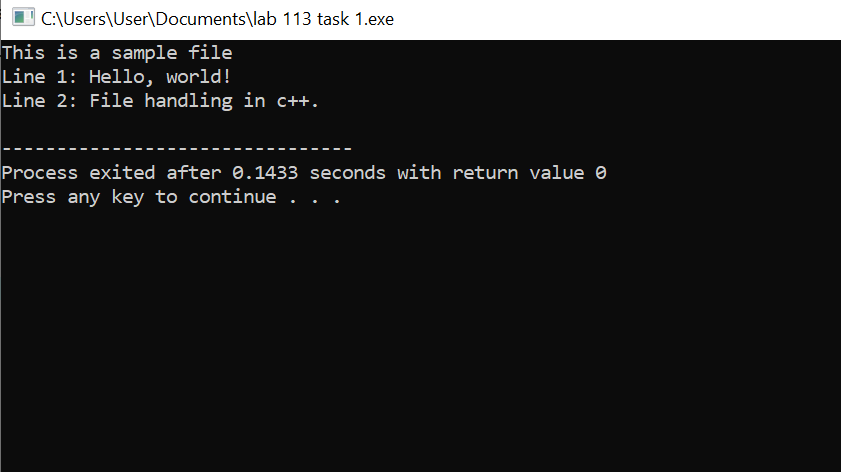 C:\Users\User\Documents\lab 113 task 1.exe
This is a sample file
Line 1: Hello, world!
Line 2: File handling in c++.
--------------------------------
Process exited after 0.1433 seconds with return value 0
Press any key to continue . . .